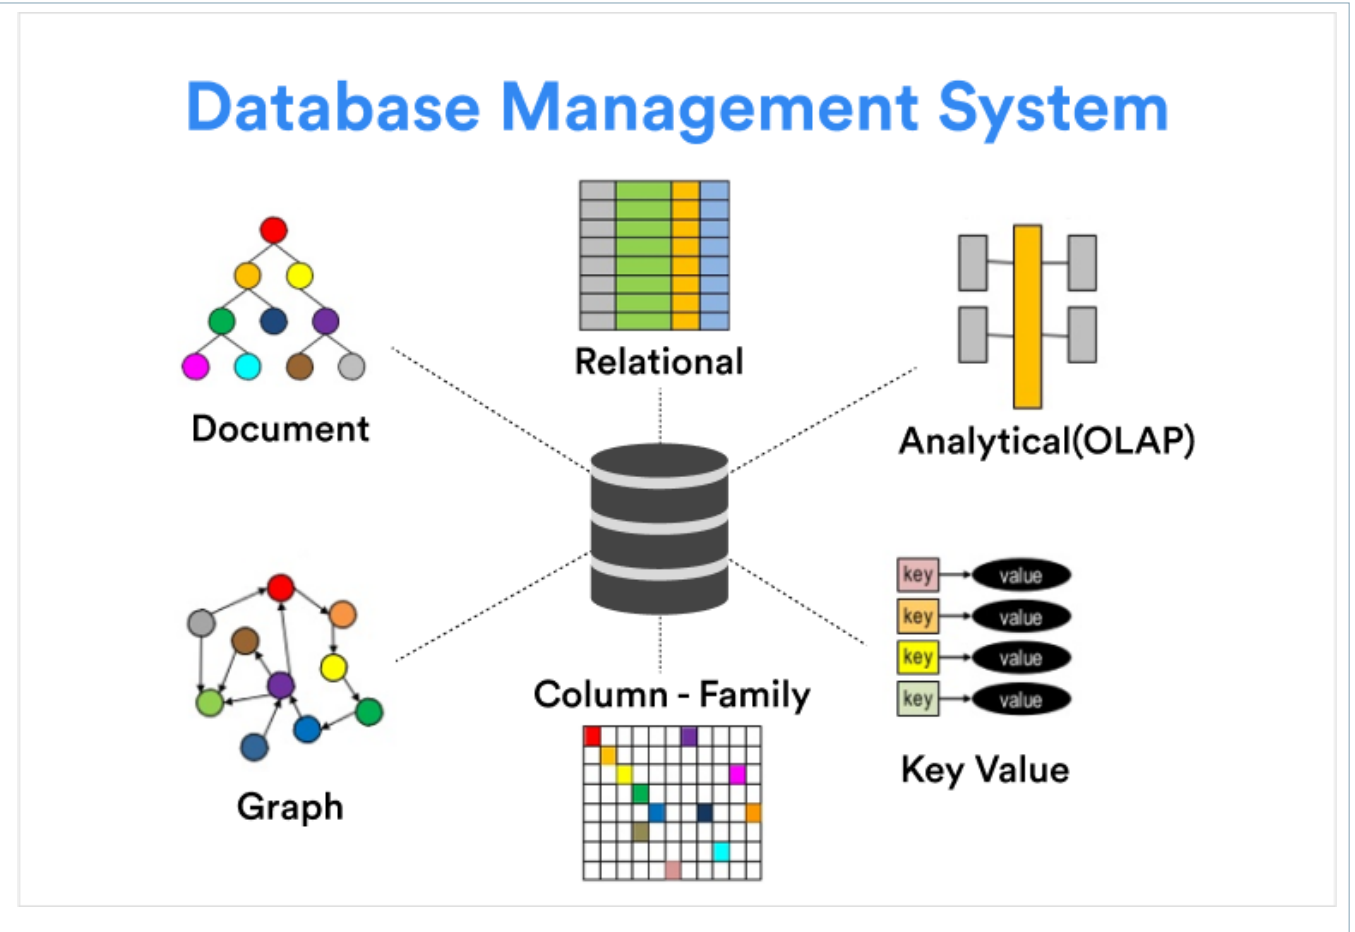 Database Management System
Relational
Document
Analytical(OLAP)
key value
key value
key value
key value
Column - Family
Key Value
Graph